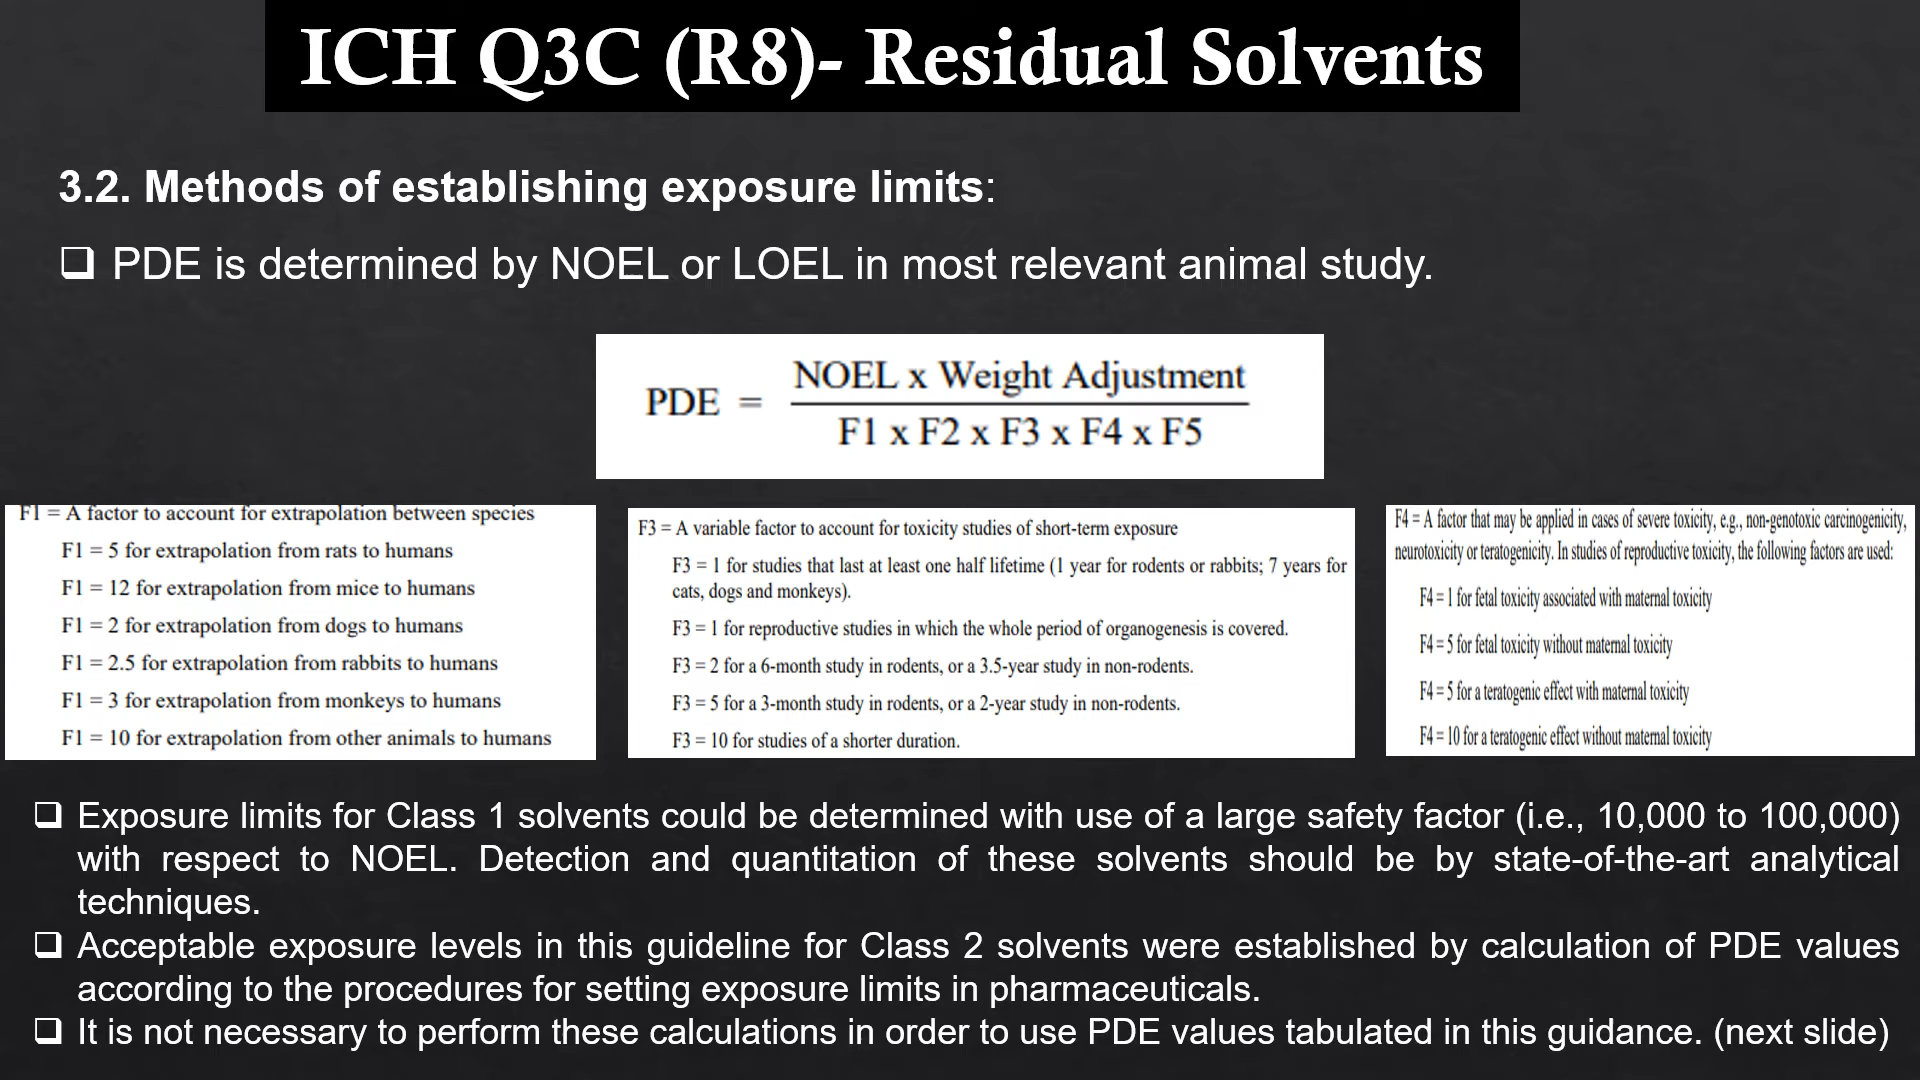 ICH Q3C (R8)- Residual Solvents
3.2. Methods of establishing exposure limits:
❑ PDE is determined by NOEL or LOEL in most relevant animal study.
PDE = NOEL x Weight Adjustment
F1 x F2 x F3 x F4 x F5
F1 = A factor to account for extrapolation between species
F1 = 5 for extrapolation from rats to humans
F1 = 12 for extrapolation from mice to humans
F1 = 2 for extrapolation from dogs to humans
F1 = 2.5 for extrapolation from rabbits to humans
F1 = 3 for extrapolation from monkeys to humans
F1 = 10 for extrapolation from other animals to humans
F3 = A variable factor to account for toxicity studies of short-term exposure
F3 = 1 for studies that last at least one half lifetime (1 year for rodents or rabbits; 7 years for
cats, dogs and monkeys).
F3 = 1 for reproductive studies in which the whole period of organogenesis is covered.
F3 = 2 for a 6-month study in rodents, or a 3.5-year study in non-rodents.
F3 = 5 for a 3-month study in rodents, or a 2-year study in non-rodents.
F3 = 10 for studies of a shorter duration.
F4 = A factor that may be applied in cases of severe toxicity, e.g., non-genotoxic carcinogenicity,
neurotoxicity or teratogenicity. In studies of reproductive toxicity, the following factors are used:
F4 = 1 for fetal toxicity associated with maternal toxicity
F4 = 5 for fetal toxicity without maternal toxicity
F4 = 5 for a teratogenic effect with maternal toxicity
F4 = 10 for a teratogenic effect without maternal toxicity
❑ Exposure limits for Class 1 solvents could be determined with use of a large safety factor (i.e., 10,000 to 100,000)
with respect to NOEL. Detection and quantitation of these solvents should be by state-of-the-art analytical
techniques.
❑ Acceptable exposure levels in this guideline for Class 2 solvents were established by calculation of PDE values
according to the procedures for setting exposure limits in pharmaceuticals.
❑ It is not necessary to perform these calculations in order to use PDE values tabulated in this guidance. (next slide)